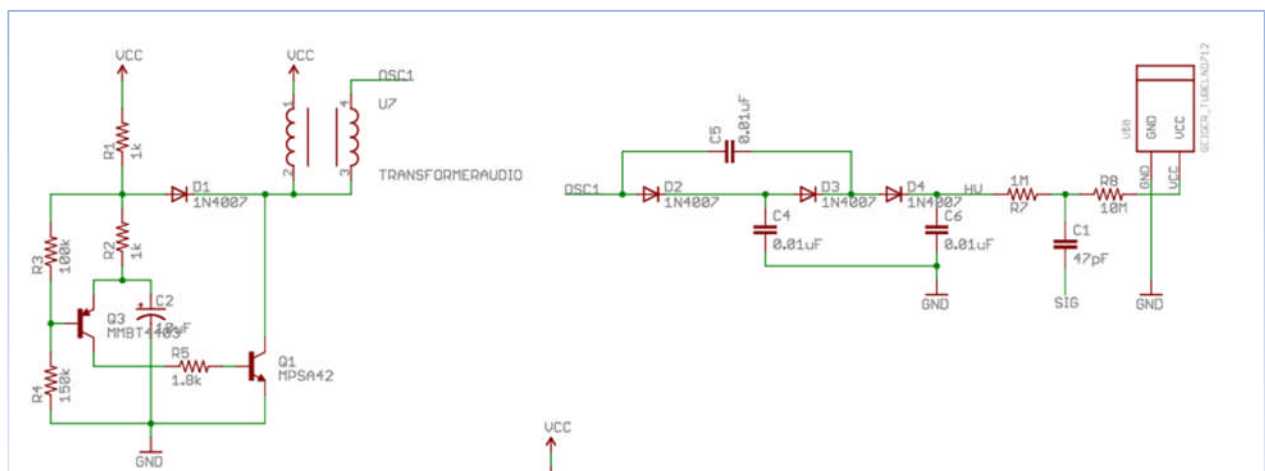 VCC
R1
1k
D1
1N4007
R3
100k
R2
1k
Q3
MMBT4403
C2
10uF
R4
150k
R5
1.8k
Q1
MPSA42
GND
VCC
1
2
4
3
OSC1
U7
TRANSFORMERAUDIO
OSC1
C5
0.01uF
D2
1N4007
D3
1N4007
D4
1N4007
C4
0.01uF
C6
0.01uF
GND
HV
1M
R7
R8
10M
C1
47pF
SIG
GND
VCC
GND
VCC
GND
VCC